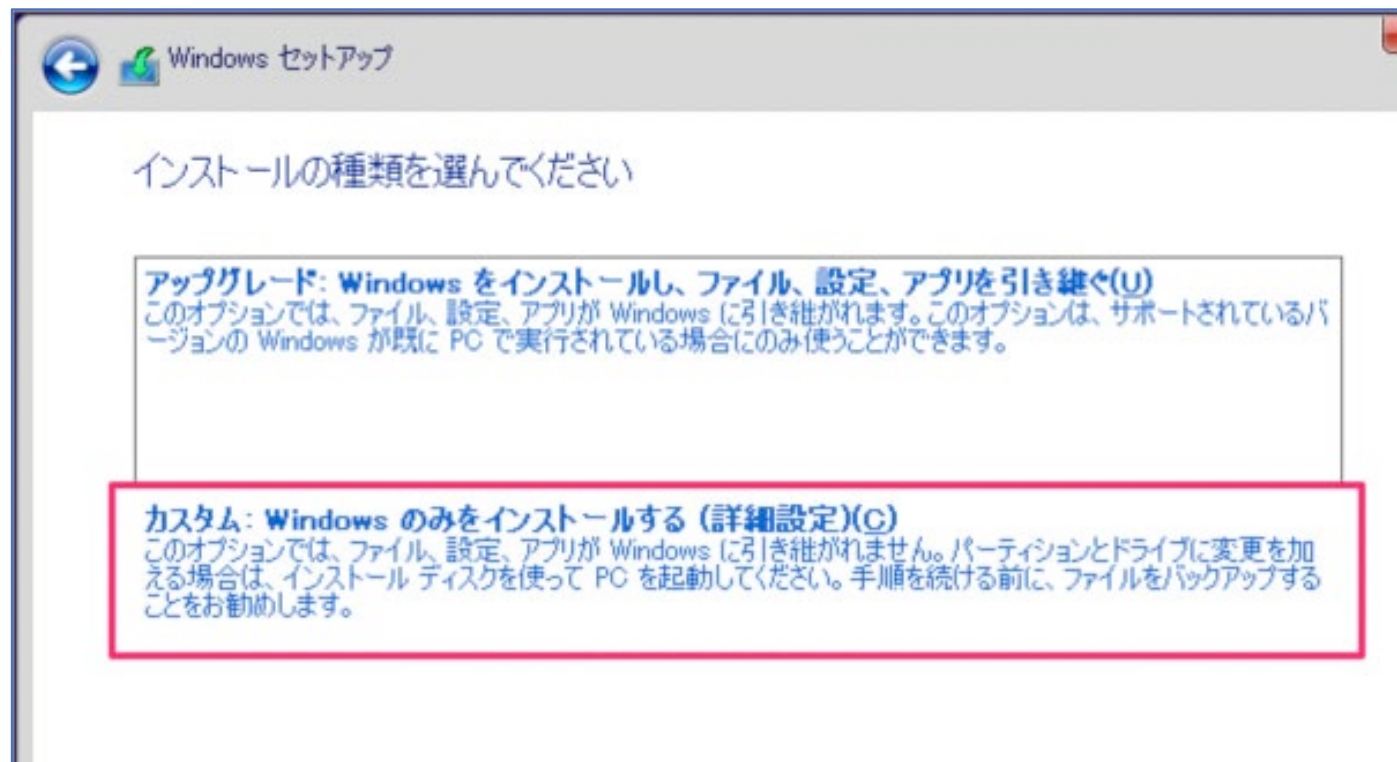 Windows セットアップ
インストールの種類を選んでください
アップグレード: Windows をインストールし、ファイル、設定、アプリを引き継ぐ(U)
このオプションでは、ファイル、設定、アプリが Windows に引き継がれます。このオプションは、サポートされているバ
ージョンの Windows が既に PC で実行されている場合にのみ使うことができます。
カスタム: Windows のみをインストールする (詳細設定)(C)
このオプションでは、ファイル、設定、アプリが Windows に引き継がれません。パーティションとドライブに変更を加
える場合は、インストール ディスクを使って PC を起動してください。手順を続ける前に、ファイルをバックアップする
ことをお勧めします。